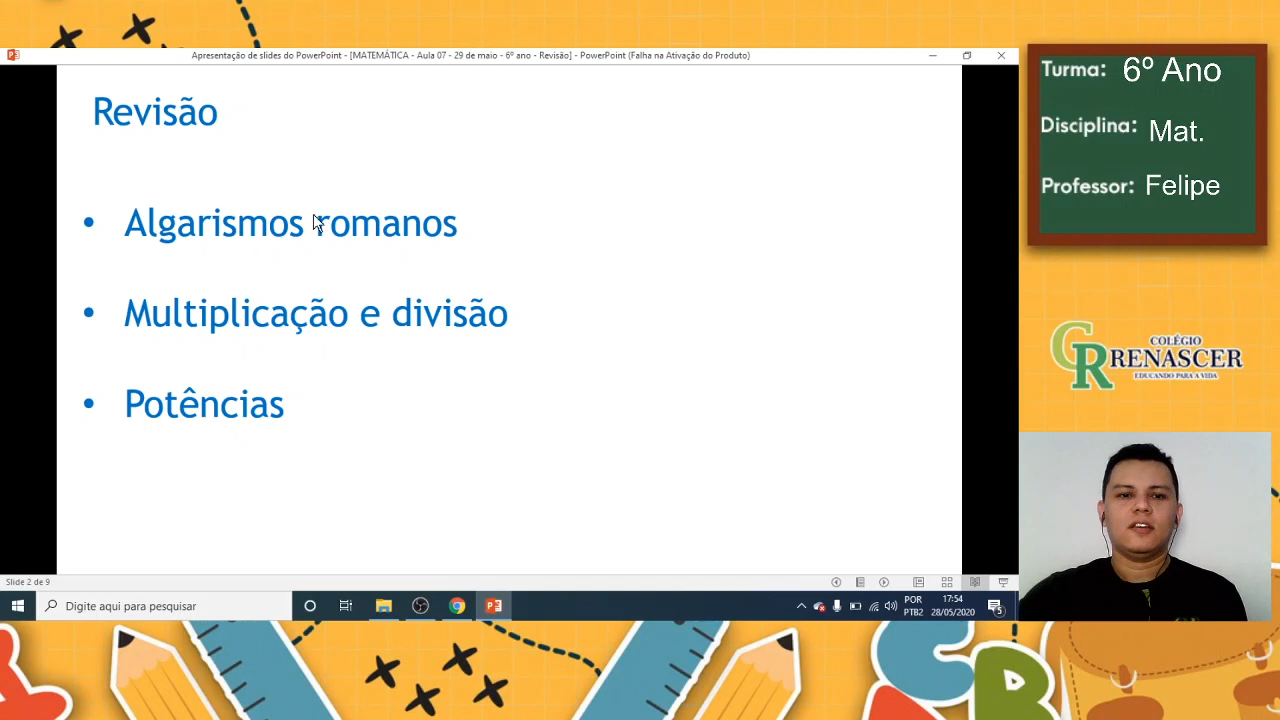 Apresentação de slides do PowerPoint - [MATEMÁTICA - Aula 07 - 29 de maio - 6º ano - Revisão] - PowerPoint (Falha na Ativação do Produto)
Revisão
• Algarismos romanos
• Multiplicação e divisão
• Potências
Slide 2 de 9
Digite aqui para pesquisar
POR
PTB2
17:54
28/05/2020
5
Turma: 6º Ano
Disciplina: Mat.
Professor: Felipe
CR
COLÉGIO
RENASCER
EDUCANDO PARA A VIDA